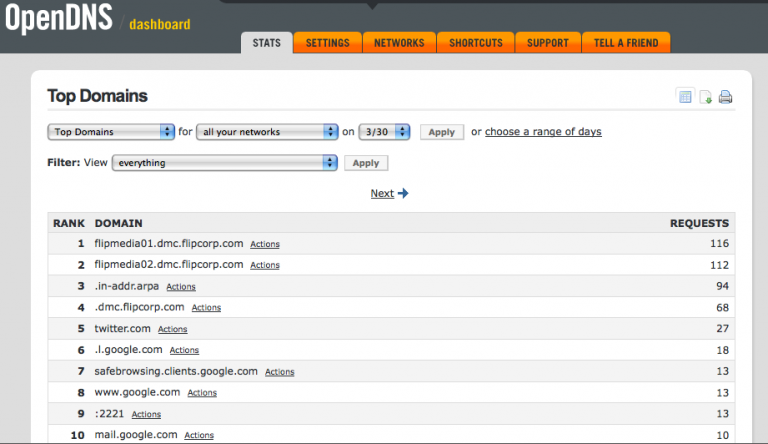 OpenDNS / dashboard
STATS SETTINGS NETWORKS SHORTCUTS SUPPORT TELL A FRIEND
Top Domains
Top Domains for all your networks on 3/30 Apply or choose a range of days
Filter: View everything Apply
Next
RANK DOMAIN REQUESTS
1 flipmedia01.dmc.flipcorp.com Actions 116
2 flipmedia02.dmc.flipcorp.com Actions 112
3 .in-addr.arpa Actions 94
4 .dmc.flipcorp.com Actions 68
5 twitter.com Actions 27
6 .l.google.com Actions 18
7 safebrowsing.clients.google.com Actions 13
8 www.google.com Actions 13
9 :2221 Actions 13
10 mail.google.com Actions 10